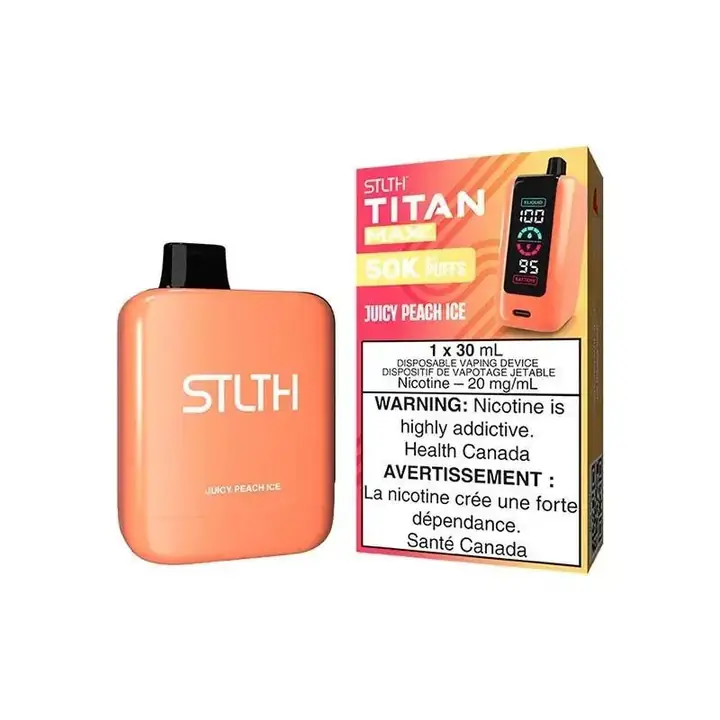 STLTH
JUICY PEACH ICE
STLTH
TITAN
MAX
50K PUFFS
JUICY PEACH ICE
ELIQUID
100
95
BATTERY
1 x 30 mL
DISPOSABLE VAPING DEVICE
DISPOSITIF DE VAPOTAGE JETABLE
Nicotine – 20 mg/mL
WARNING: Nicotine is
highly addictive.
Health Canada
AVERTISSEMENT :
La nicotine crée une forte
dépendance.
Santé Canada